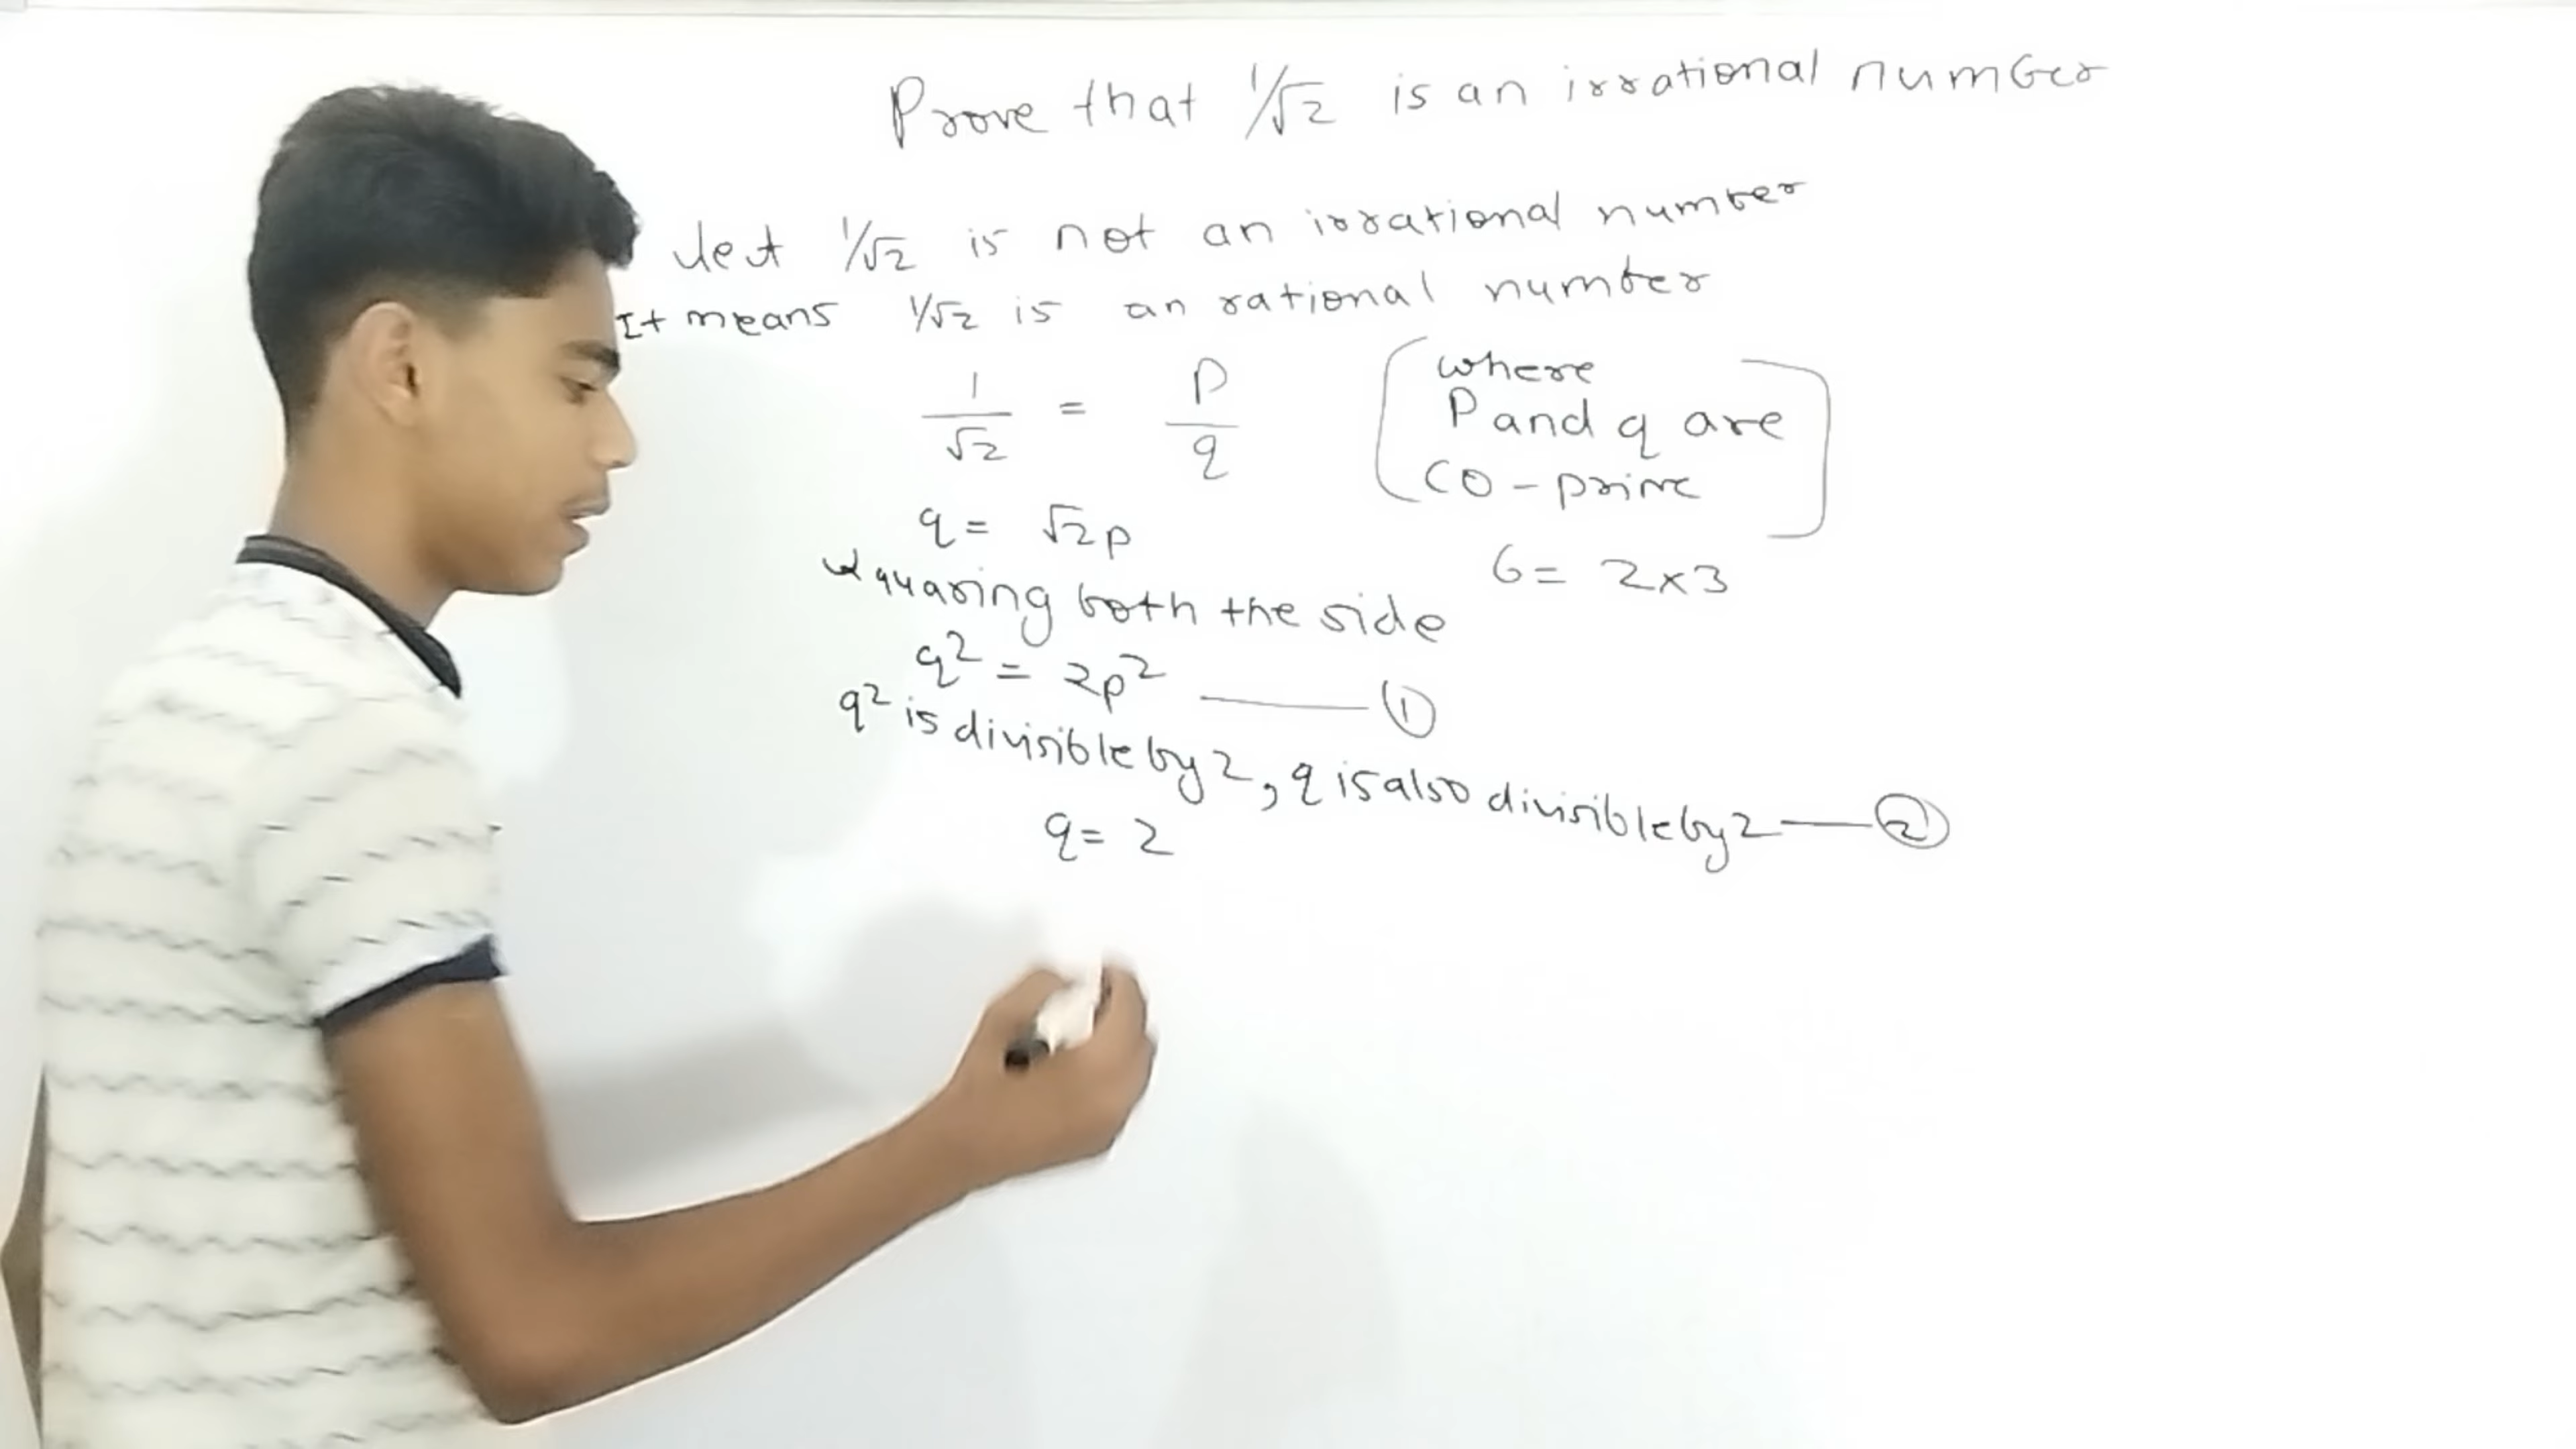 Prove that 1/√2 is an irrational number
Let 1/√2 is not an irrational number
It means 1/√2 is an rational number
1/√2 = P/q
where
P and q are
co-prime
q = √2p
6 = 2×3
Squaring both the side
q² = 2p² —— ①
q² is divisible by 2, q is also divisible by 2 —— ②
q = 2